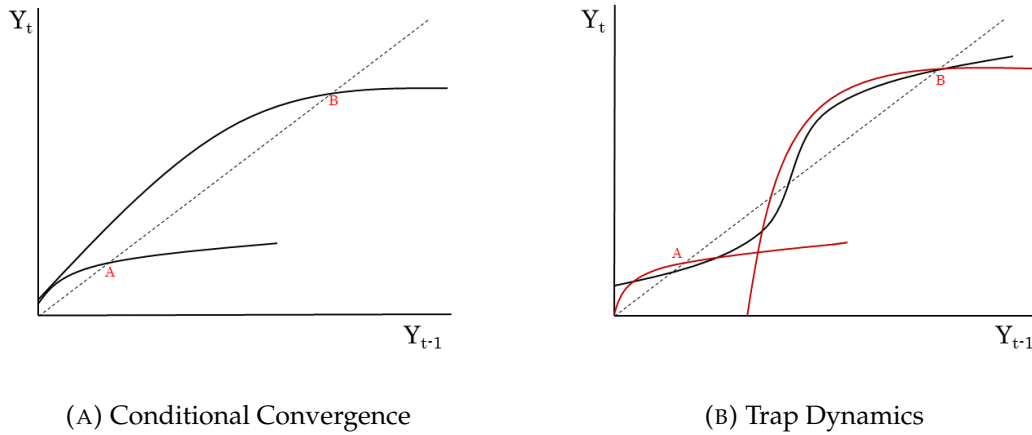 Yₜ
B
A
Yₜ₋₁
(A) Conditional Convergence
Yₜ
B
A
Yₜ₋₁
(B) Trap Dynamics